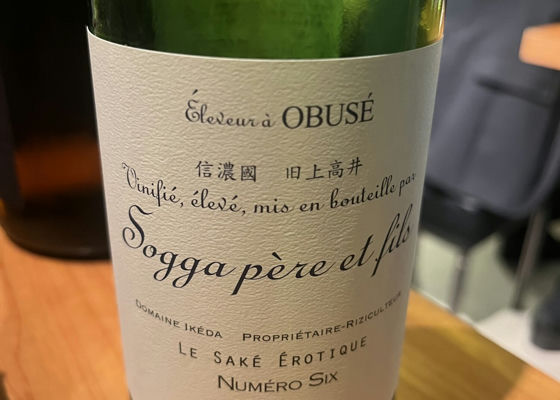 Éleveur à OBUSÉ
信濃國 旧上高井
Vinifié, élevé, mis en bouteille par
Sogga père et fils
DOMAINE IKÉDA PROPRIÉTAIRE-RIZICULTEUR
LE SAKÉ ÉROTIQUE
NUMÉRO SIX